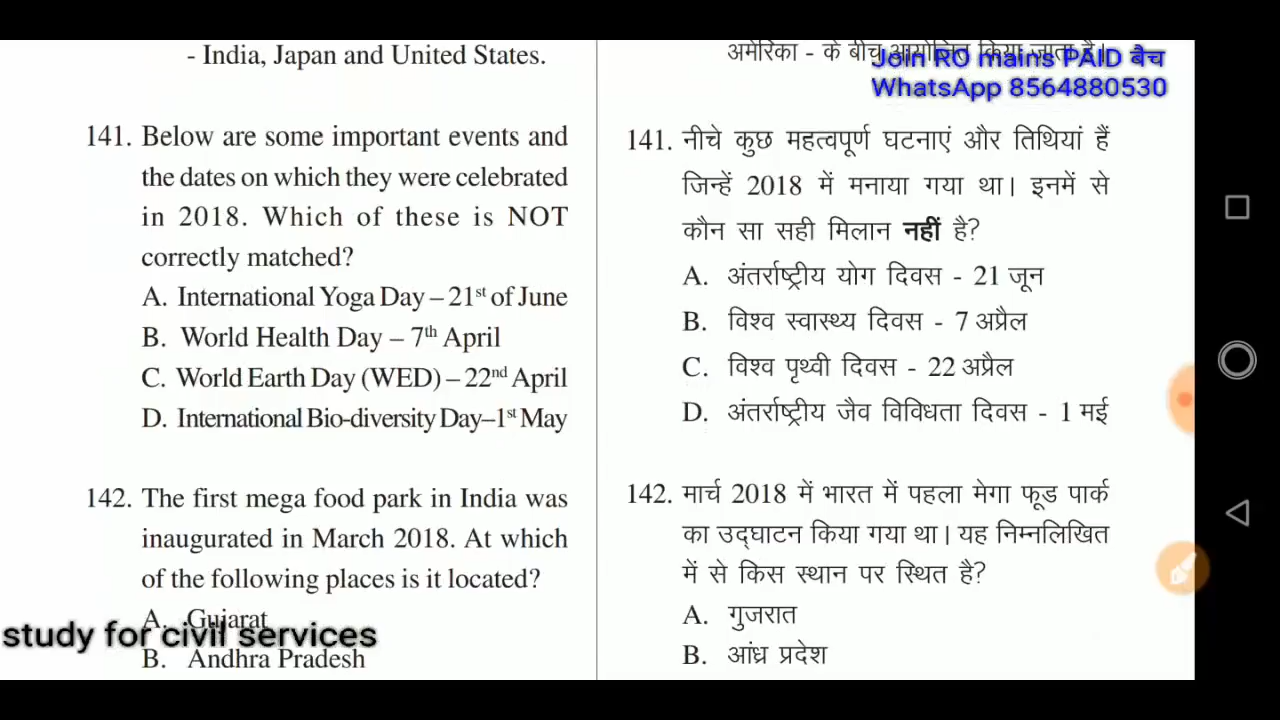 - India, Japan and United States.
141. Below are some important events and
the dates on which they were celebrated
in 2018. Which of these is NOT
correctly matched?
A. International Yoga Day – 21st of June
B. World Health Day – 7th April
C. World Earth Day (WED) – 22nd April
D. International Bio-diversity Day–1st May
142. The first mega food park in India was
inaugurated in March 2018. At which
of the following places is it located?
A. Gujarat
B. Andhra Pradesh
study for civil services
अमेरिका - के बीच आयोजित किया जाता है।
Join RO mains PAID बैच
WhatsApp 8564880530
141. नीचे कुछ महत्वपूर्ण घटनाएं और तिथियां हैं
जिन्हें 2018 में मनाया गया था। इनमें से
कौन सा सही मिलान नहीं है?
A. अंतर्राष्ट्रीय योग दिवस - 21 जून
B. विश्व स्वास्थ्य दिवस - 7 अप्रैल
C. विश्व पृथ्वी दिवस - 22 अप्रैल
D. अंतर्राष्ट्रीय जैव विविधता दिवस - 1 मई
142. मार्च 2018 में भारत में पहला मेगा फूड पार्क
का उद्घाटन किया गया था। यह निम्नलिखित
में से किस स्थान पर स्थित है?
A. गुजरात
B. आंध्र प्रदेश